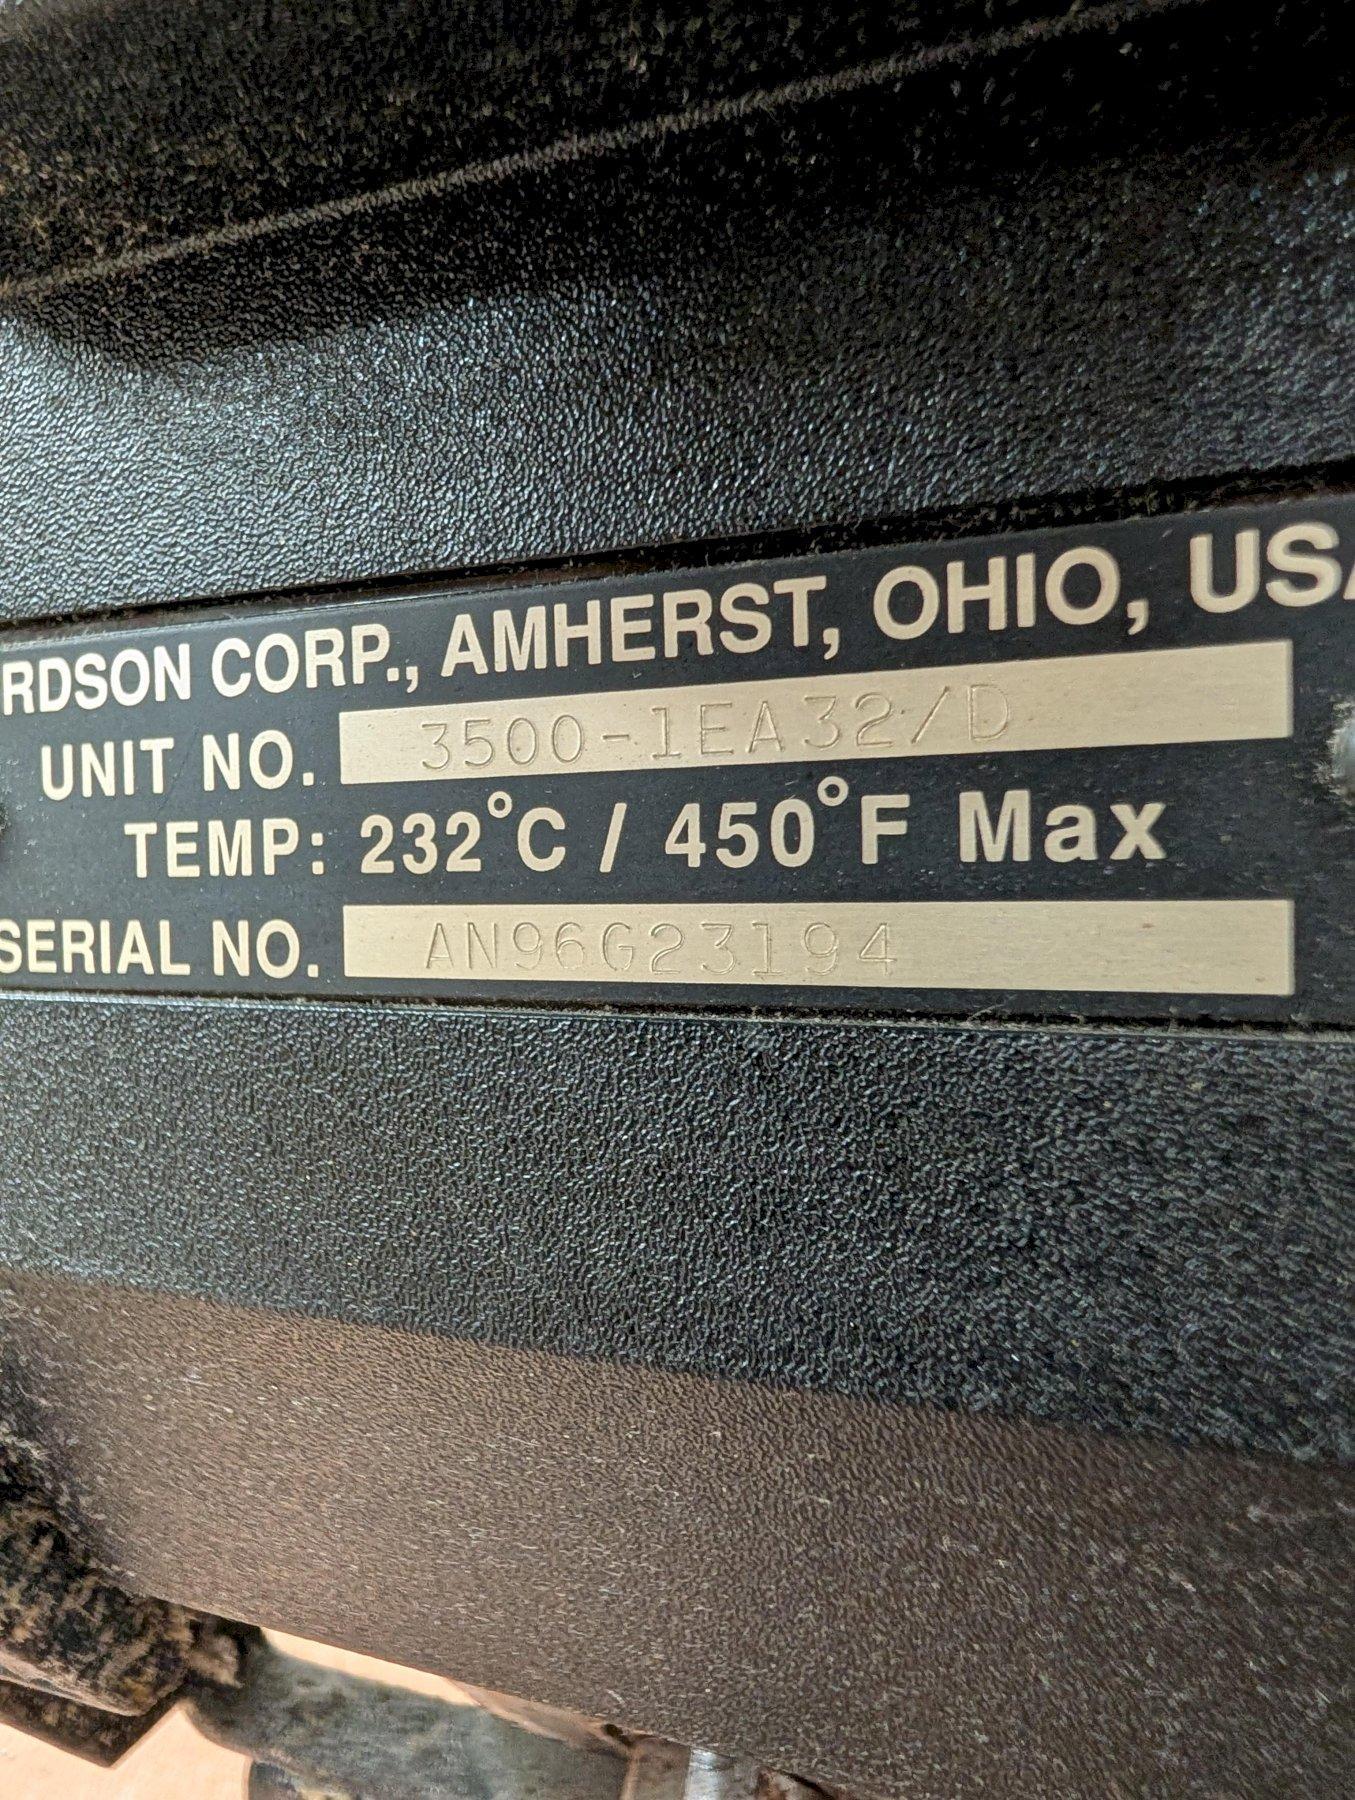 RDSON CORP., AMHERST, OHIO, USA
UNIT NO. 3500-1EA32/D
TEMP: 232°C / 450°F Max
SERIAL NO. AN96G23194